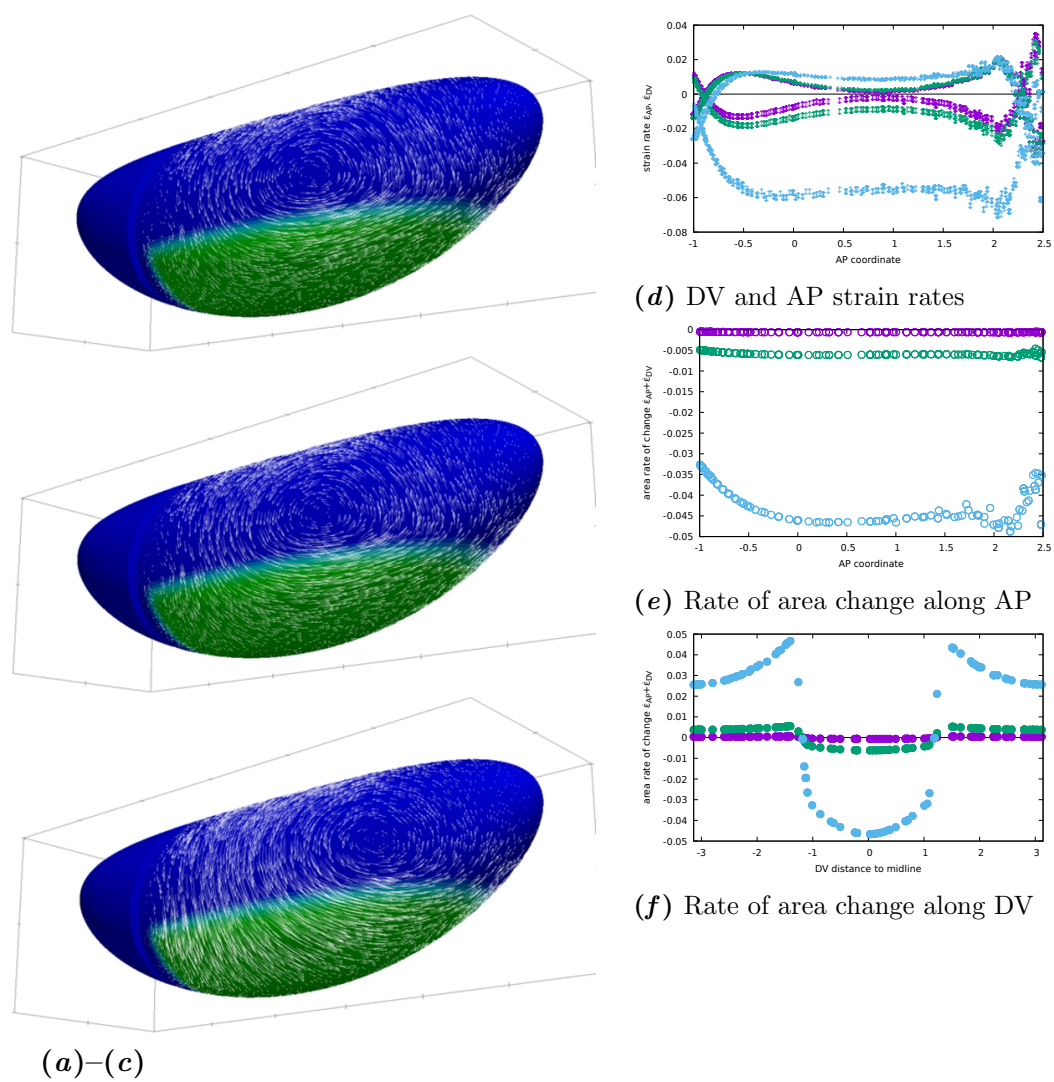 (a)–(c)
0.04
0.02
0
-0.02
-0.04
-0.06
-0.08
strain rate ε̇AP, ε̇DV
-1 -0.5 0 0.5 1 1.5 2 2.5
AP coordinate
(d) DV and AP strain rates
0
-0.005
-0.01
-0.015
-0.02
-0.025
-0.03
-0.035
-0.04
-0.045
-0.05
area rate of change ε̇AP+ε̇DV
-1 -0.5 0 0.5 1 1.5 2 2.5
AP coordinate
(e) Rate of area change along AP
0.05
0.04
0.03
0.02
0.01
0
-0.01
-0.02
-0.03
-0.04
-0.05
area rate of change ε̇AP+ε̇DV
-3 -2 -1 0 1 2 3
DV distance to midline
(f) Rate of area change along DV